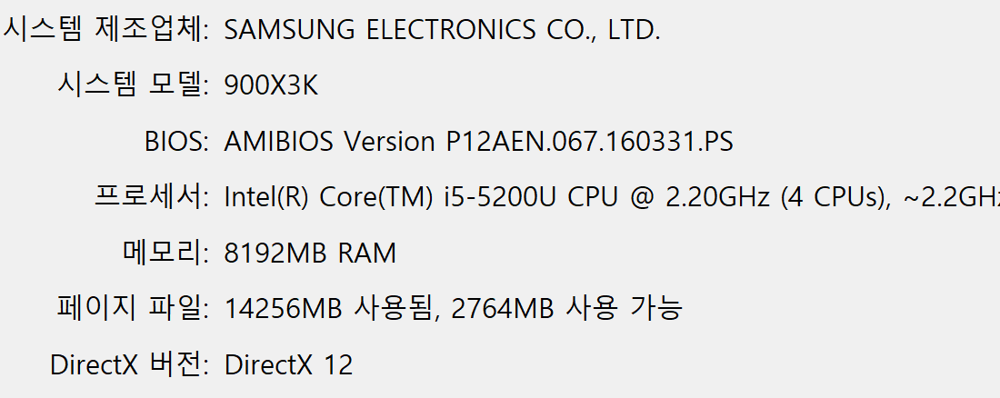 시스템 제조업체: SAMSUNG ELECTRONICS CO., LTD.
시스템 모델: 900X3K
BIOS: AMIBIOS Version P12AEN.067.160331.PS
프로세서: Intel(R) Core(TM) i5-5200U CPU @ 2.20GHz (4 CPUs), ~2.2GHz
메모리: 8192MB RAM
페이지 파일: 14256MB 사용됨, 2764MB 사용 가능
DirectX 버전: DirectX 12